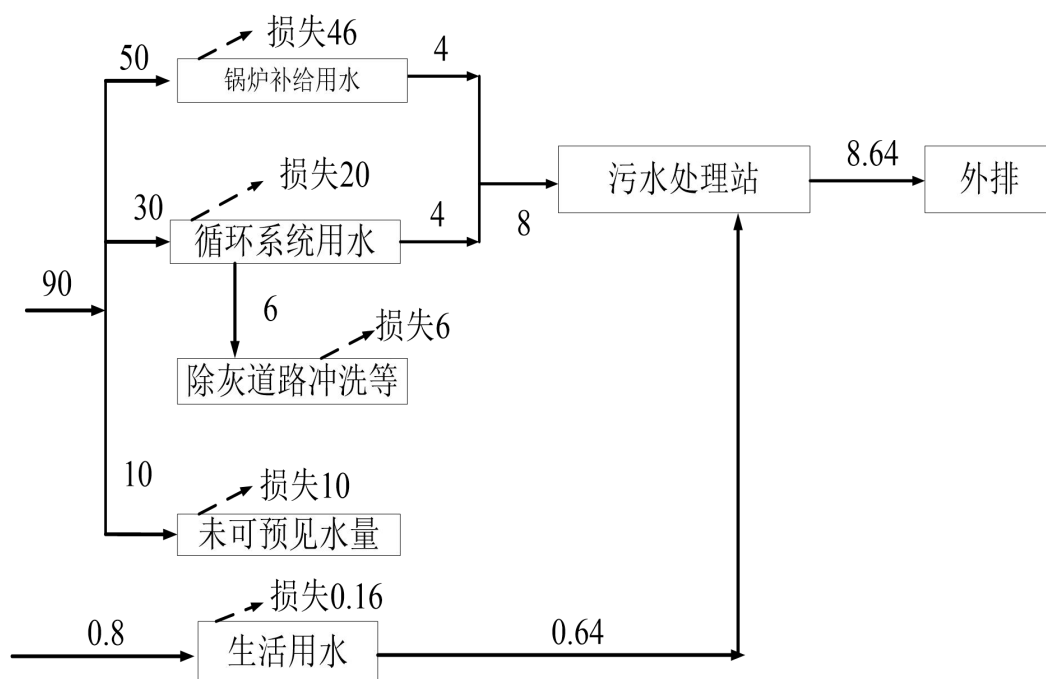 损失46
50
4
锅炉补给用水
8.64
污水处理站
外排
损失20
30
4
8
循环系统用水
90
6
损失6
除灰道路冲洗等
10
损失10
未可预见水量
损失0.16
0.8
0.64
生活用水